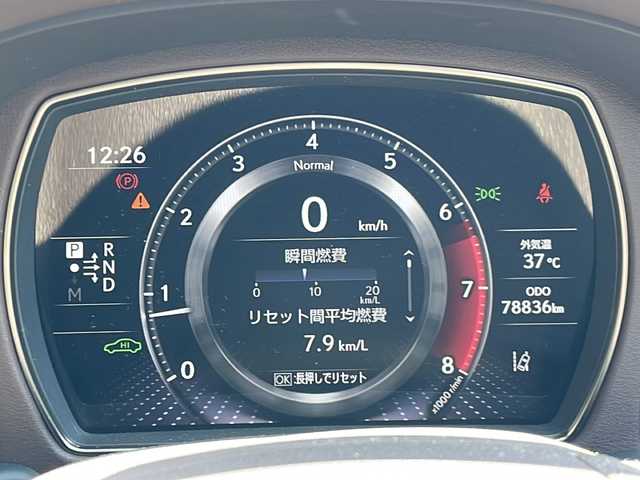 12:26
Normal
0 km/h
瞬間燃費
0 10 20
km/L
リセット間平均燃費
7.9 km/L
OK:長押しでリセット
0 1 2 3 4 5 6 7 8
x1000 r/min
P
R
N
D
M
HI
外気温
37℃
ODO
78836km